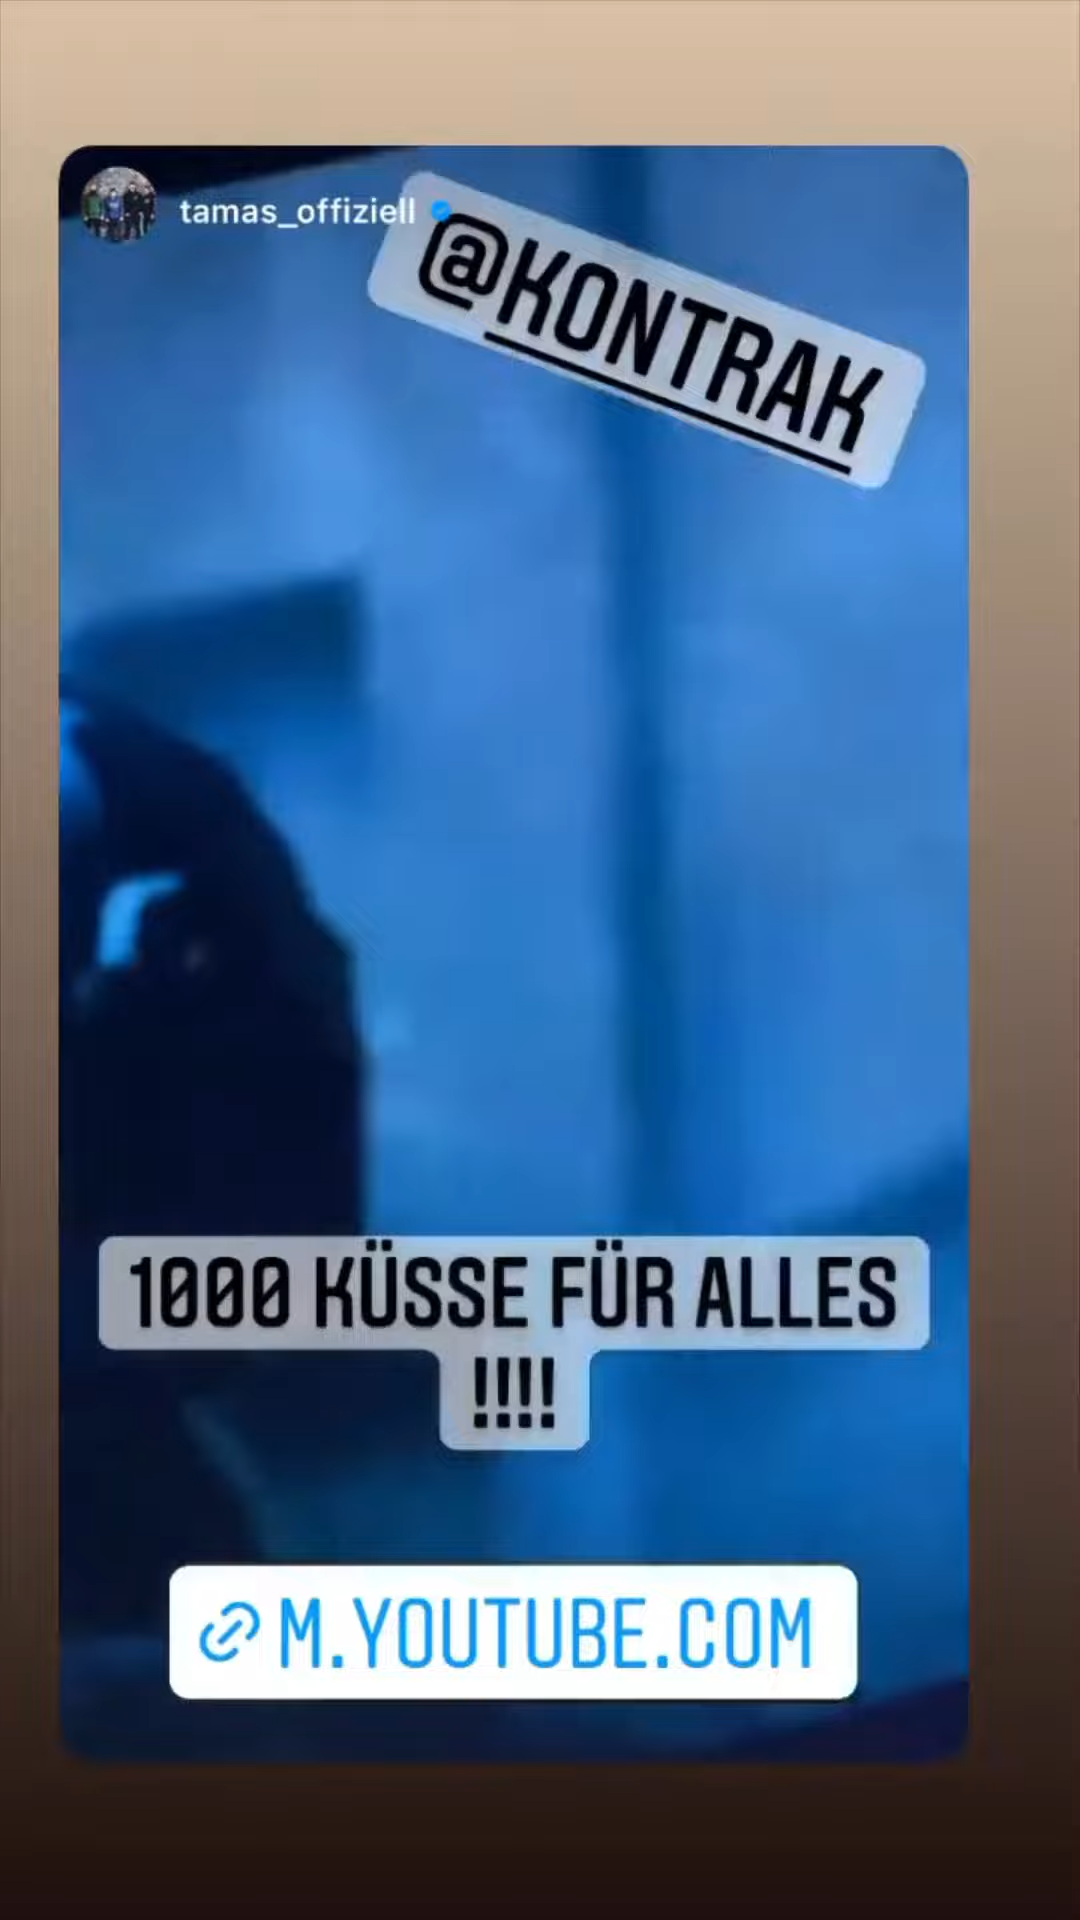 tamas_offiziell
@KONTRAK
1000 KÜSSE FÜR ALLES
!!!!
M.YOUTUBE.COM